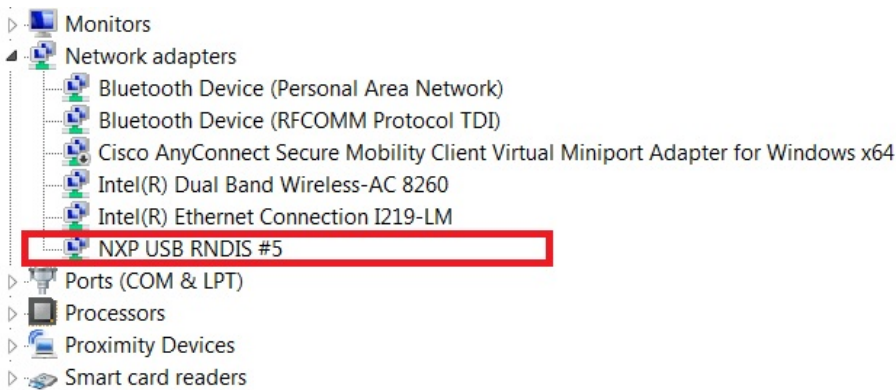 Monitors
Network adapters
Bluetooth Device (Personal Area Network)
Bluetooth Device (RFCOMM Protocol TDI)
Cisco AnyConnect Secure Mobility Client Virtual Miniport Adapter for Windows x64
Intel(R) Dual Band Wireless-AC 8260
Intel(R) Ethernet Connection I219-LM
NXP USB RNDIS #5
Ports (COM & LPT)
Processors
Proximity Devices
Smart card readers